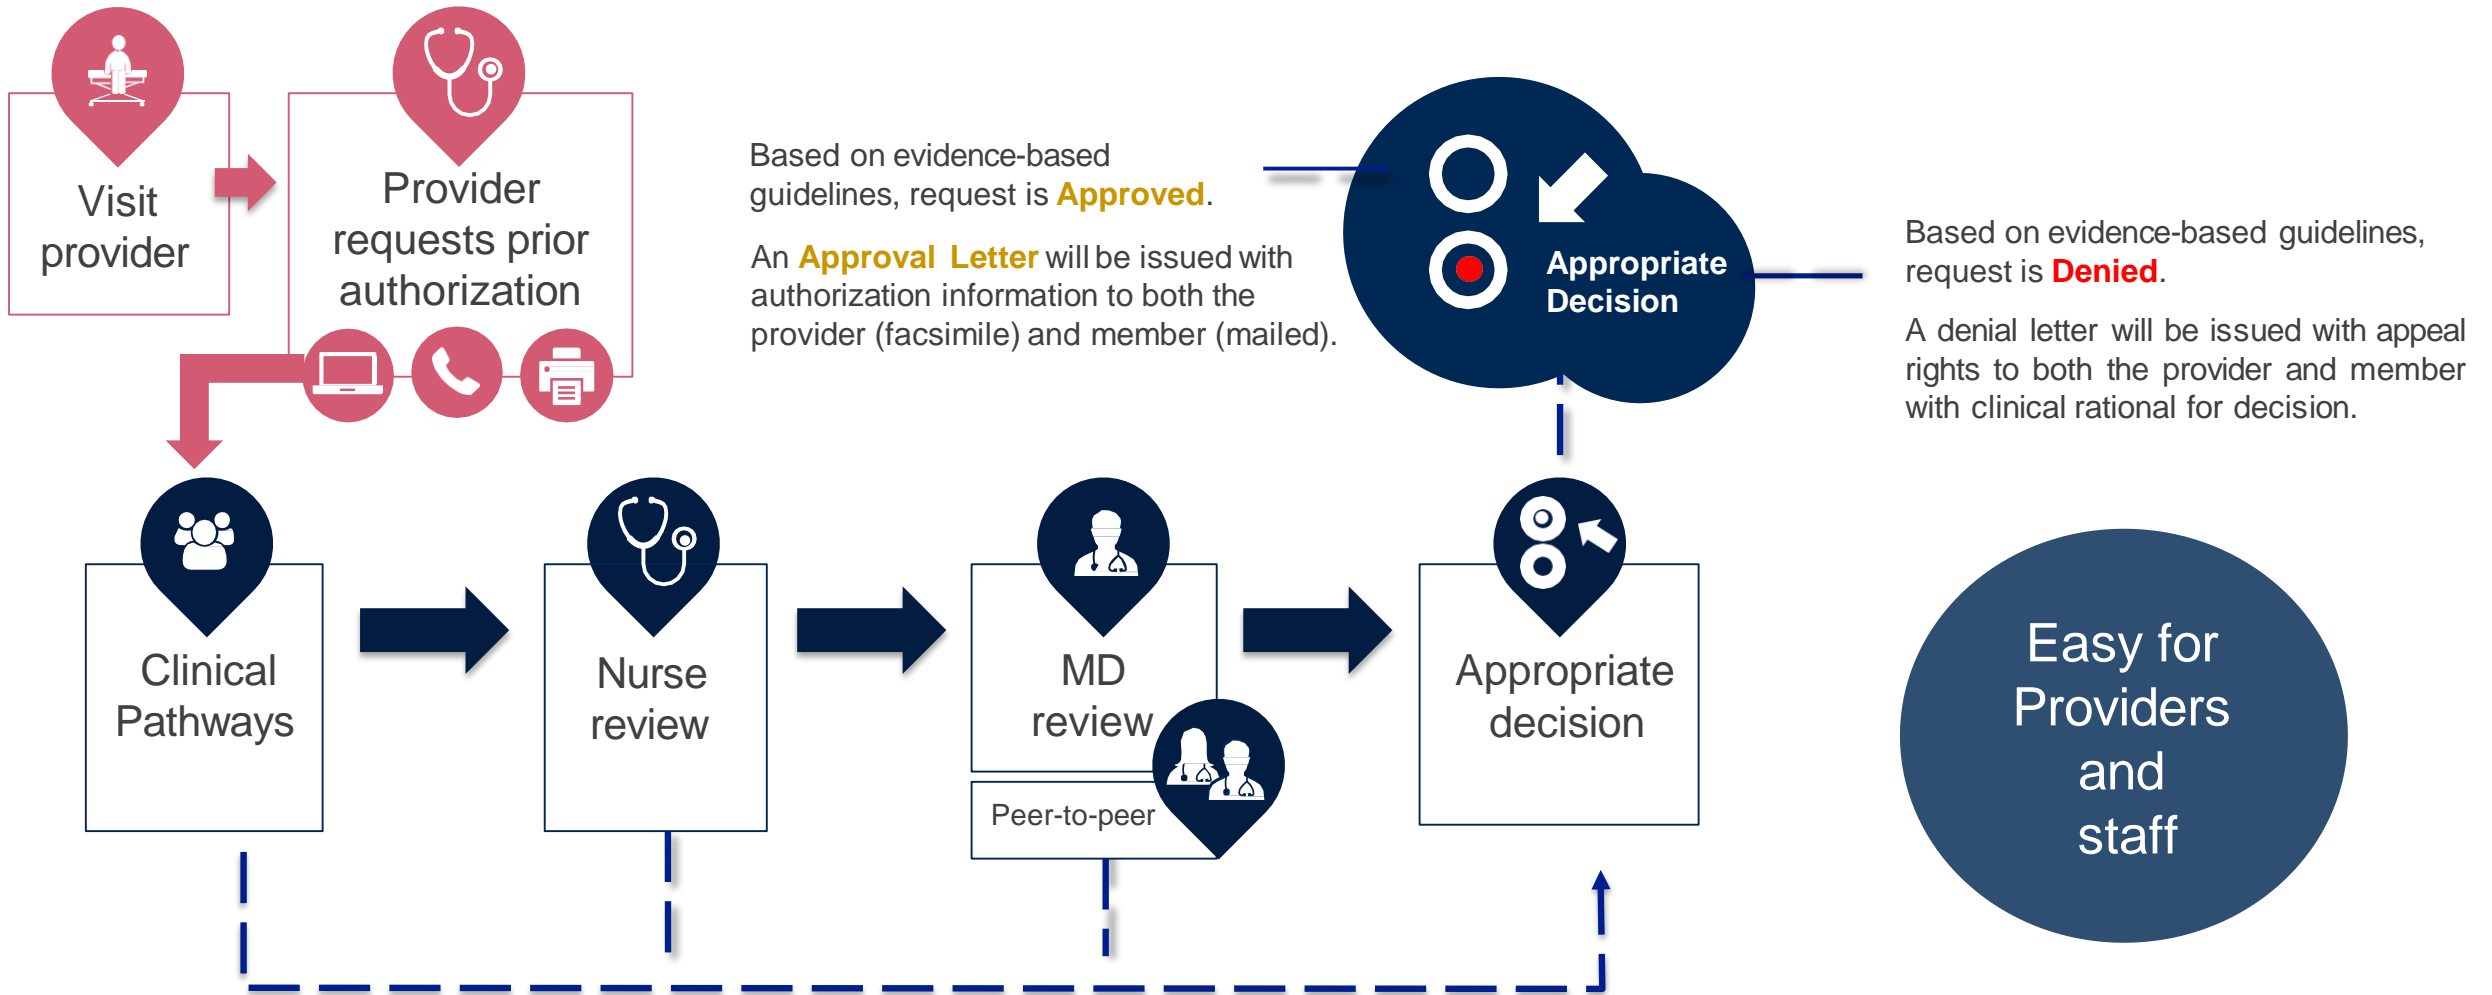 Visit
provider
Provider
requests prior
authorization
Based on evidence-based
guidelines, request is Approved.
An Approval Letter will be issued with
authorization information to both the
provider (facsimile) and member (mailed).
Appropriate
Decision
Based on evidence-based guidelines,
request is Denied.
A denial letter will be issued with appeal
rights to both the provider and member
with clinical rational for decision.
Clinical
Pathways
Nurse
review
MD
review
Peer-to-peer
Appropriate
decision
Easy for
Providers
and
staff